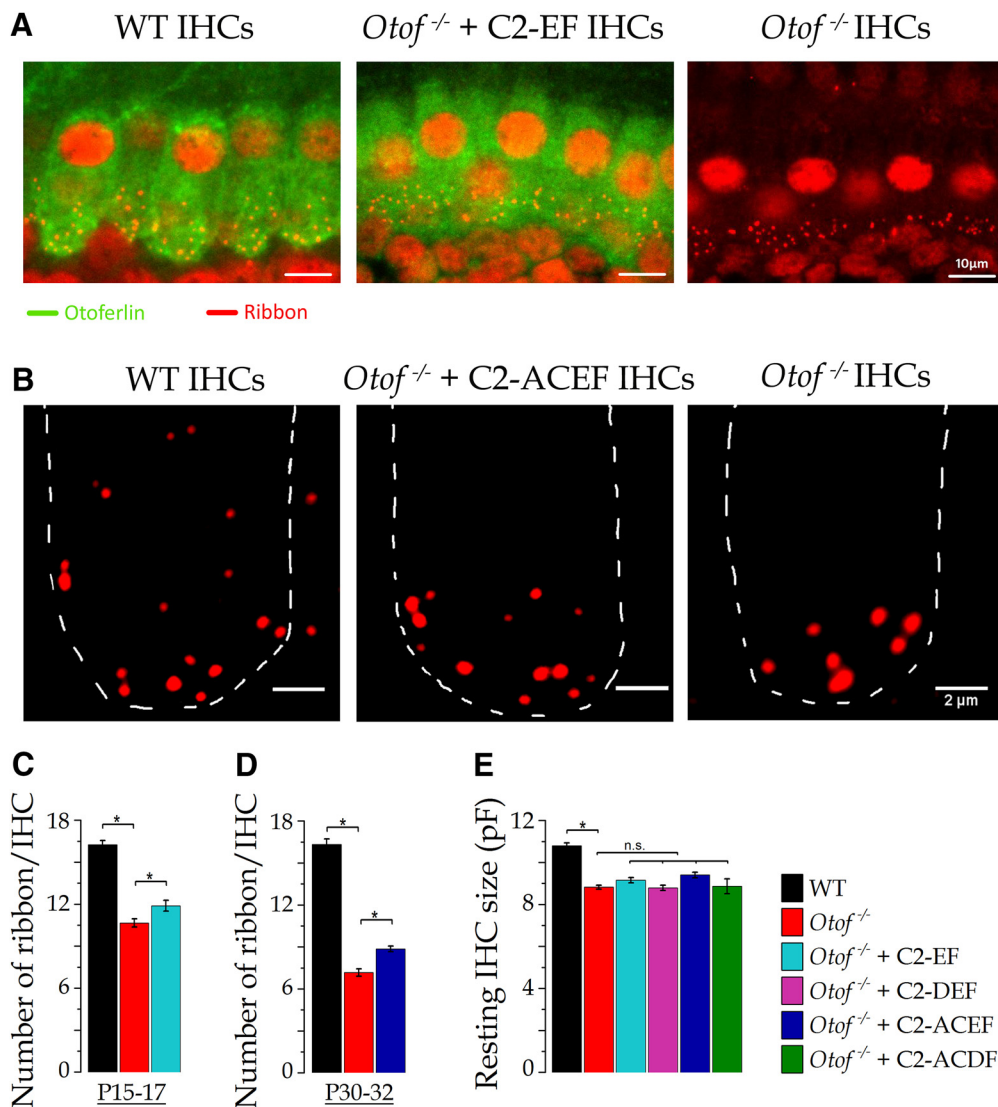 A
WT IHCs
Otof -/- + C2-EF IHCs
Otof -/- IHCs
10µm
Otoferlin
Ribbon
B
WT IHCs
Otof -/- + C2-ACEF IHCs
Otof -/- IHCs
2 µm
C
Number of ribbon/IHC
18
12
6
0
*
*
P15-17
D
Number of ribbon/IHC
18
12
6
0
*
*
P30-32
E
Resting IHC size (pF)
12
8
4
0
*
n.s.
WT
Otof -/-
Otof -/- + C2-EF
Otof -/- + C2-DEF
Otof -/- + C2-ACEF
Otof -/- + C2-ACDF